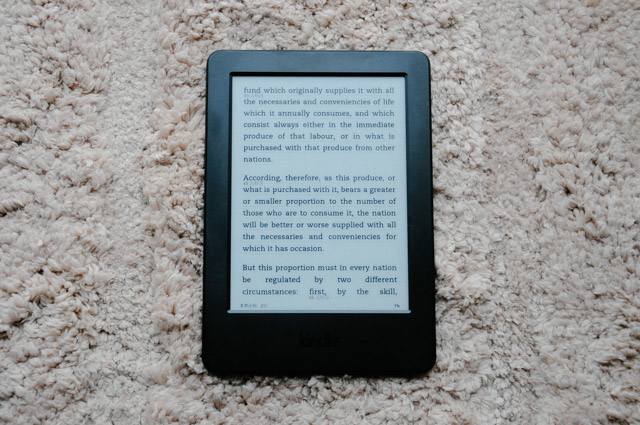 fund which originally supplies it with all
the necessaries and conveniencies of life
which it annually consumes, and which
consist always either in the immediate
produce of that labour, or in what is
purchased with that produce from other
nations.
According, therefore, as this produce, or
what is purchased with it, bears a greater
or smaller proportion to the number of
those who are to consume it, the nation
will be better or worse supplied with all
the necessaries and conveniencies for
which it has occasion.
But this proportion must in every nation
be regulated by two different
circumstances: first, by the skill,
kindle